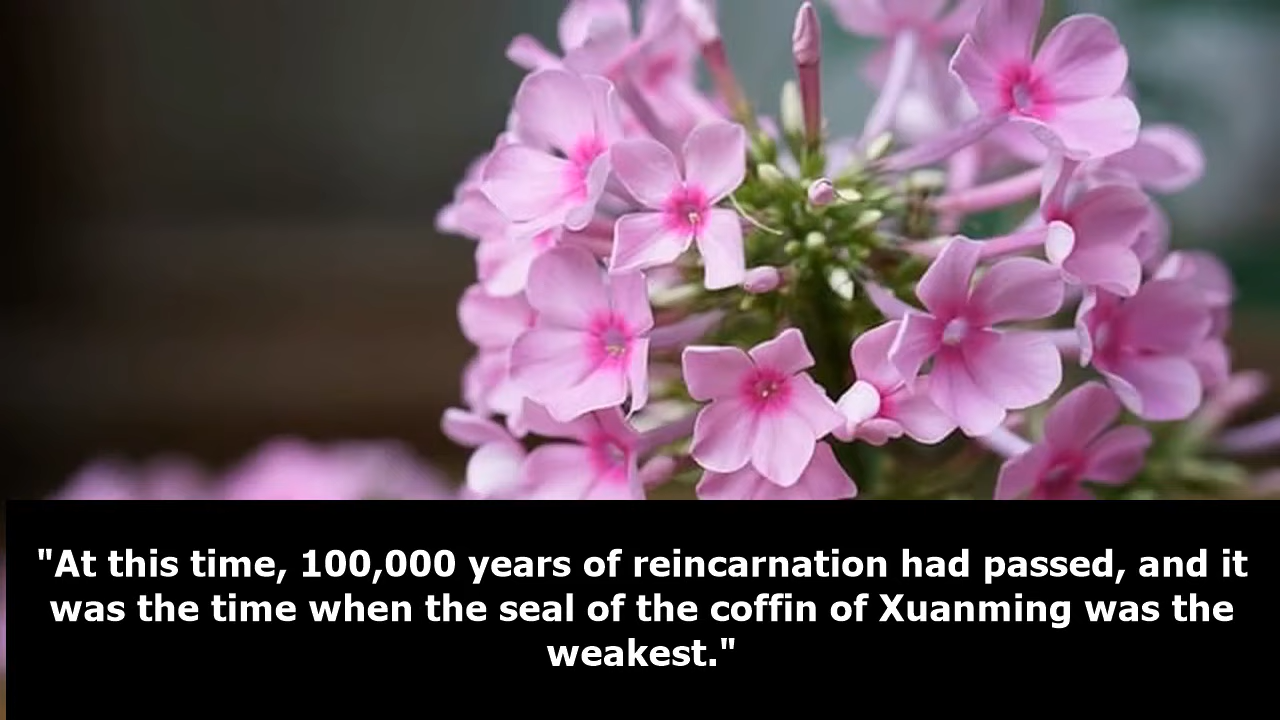 "At this time, 100,000 years of reincarnation had passed, and it
was the time when the seal of the coffin of Xuanming was the
weakest."